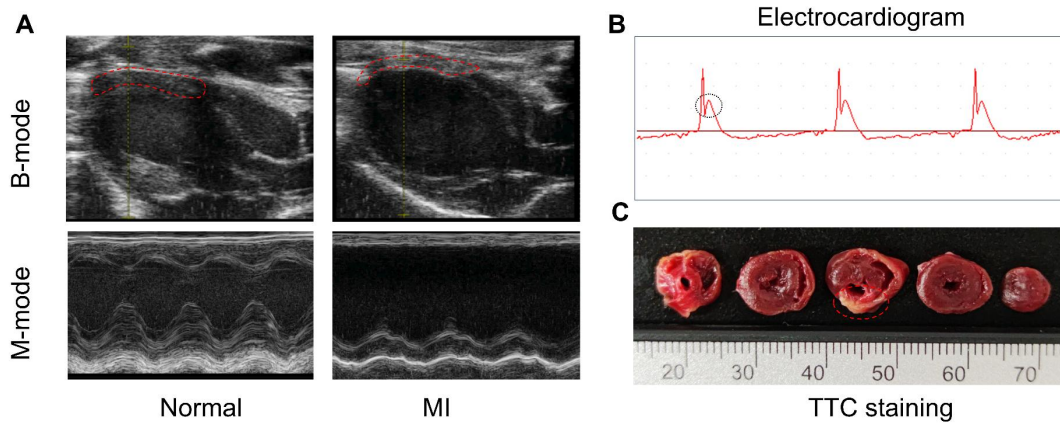 A
B-mode
M-mode
Normal
MI
B
Electrocardiogram
C
20 30 40 50 60 70
TTC staining